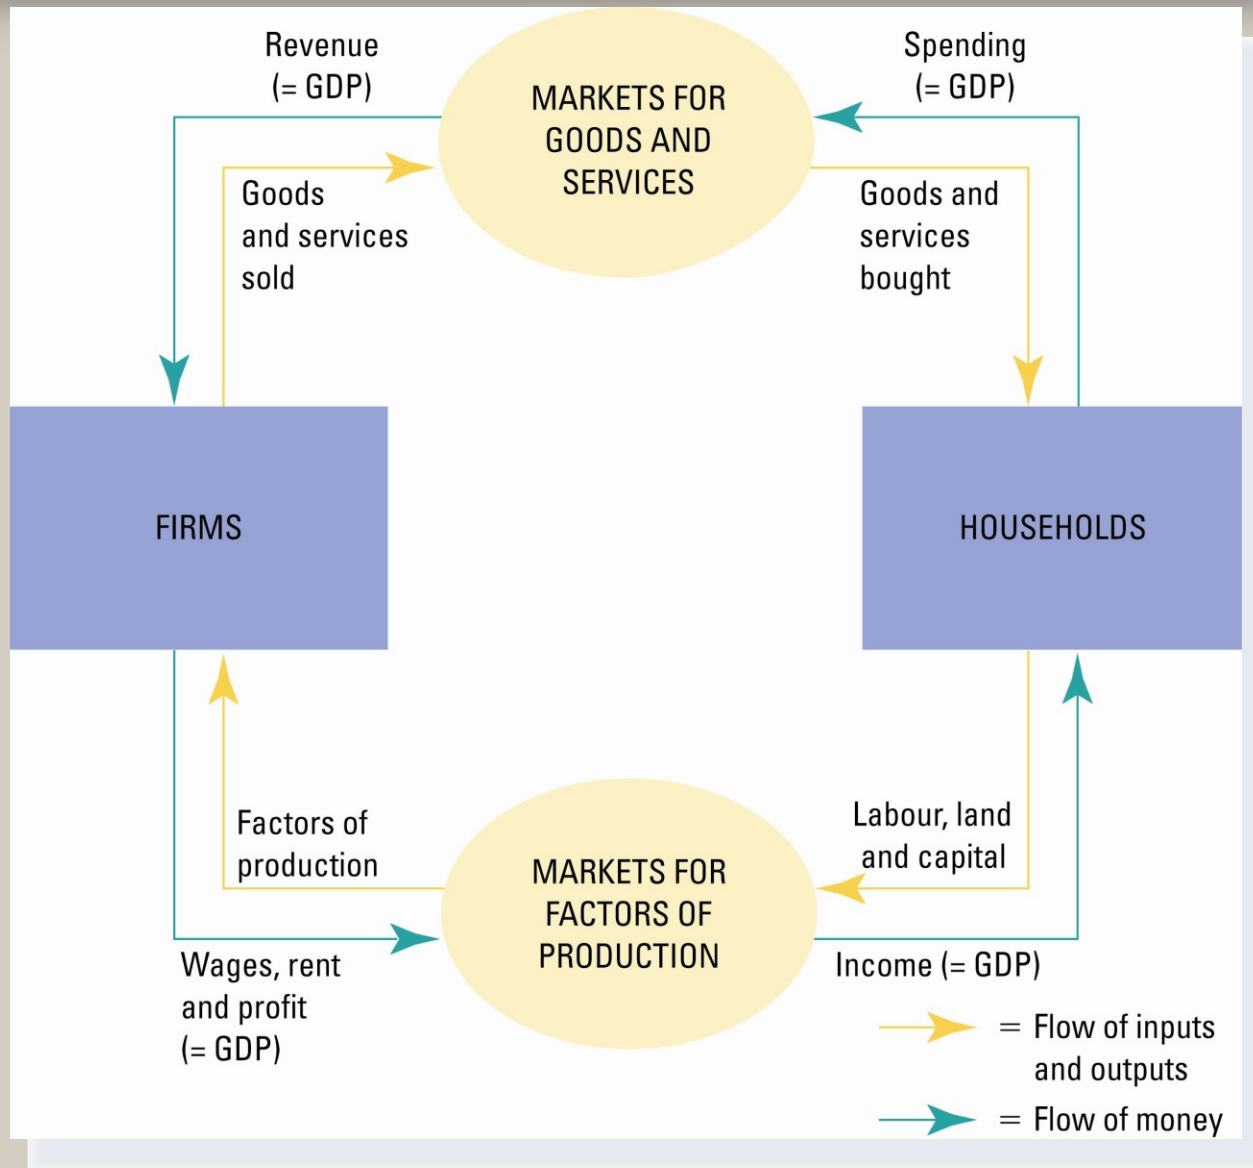 Revenue
(= GDP)
Spending
(= GDP)
MARKETS FOR
GOODS AND
SERVICES
Goods
and services
sold
Goods and
services
bought
FIRMS
HOUSEHOLDS
Factors of
production
Labour, land
and capital
MARKETS FOR
FACTORS OF
PRODUCTION
Wages, rent
and profit
(= GDP)
Income (= GDP)
= Flow of inputs
and outputs
= Flow of money